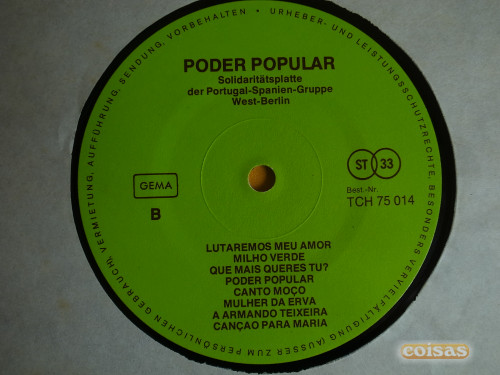 URHEBER- UND LEISTUNGSSCHUTZRECHTE, BESONDERS VERVIELFÄLTIGUNG (AUSSER ZUM PERSÖNLICHEN GEBRAUCH), VERMIETUNG, AUFFÜHRUNG, SENDUNG, VORBEHALTEN •
PODER POPULAR
Solidaritätsplatte
der Portugal-Spanien-Gruppe
West-Berlin
GEMA
B
ST 33
Best.-Nr.
TCH 75 014
LUTAREMOS MEU AMOR
MILHO VERDE
QUE MAIS QUERES TU?
PODER POPULAR
CANTO MOÇO
MULHER DA ERVA
A ARMANDO TEIXEIRA
CANÇAO PARA MARIA
coisas